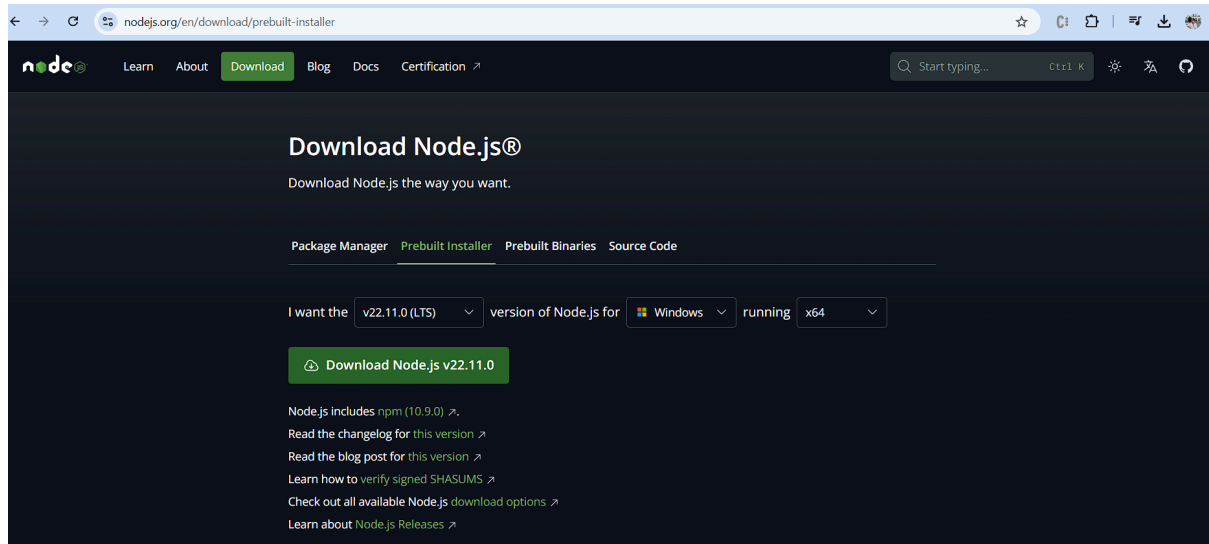 nodejs.org/en/download/prebuilt-installer
node JS Learn About Download Blog Docs Certification ↗ Start typing... Ctrl K
Download Node.js®
Download Node.js the way you want.
Package Manager Prebuilt Installer Prebuilt Binaries Source Code
I want the v22.11.0 (LTS) version of Node.js for Windows running x64
Download Node.js v22.11.0
Node.js includes npm (10.9.0) ↗.
Read the changelog for this version ↗
Read the blog post for this version ↗
Learn how to verify signed SHASUMS ↗
Check out all available Node.js download options ↗
Learn about Node.js Releases ↗